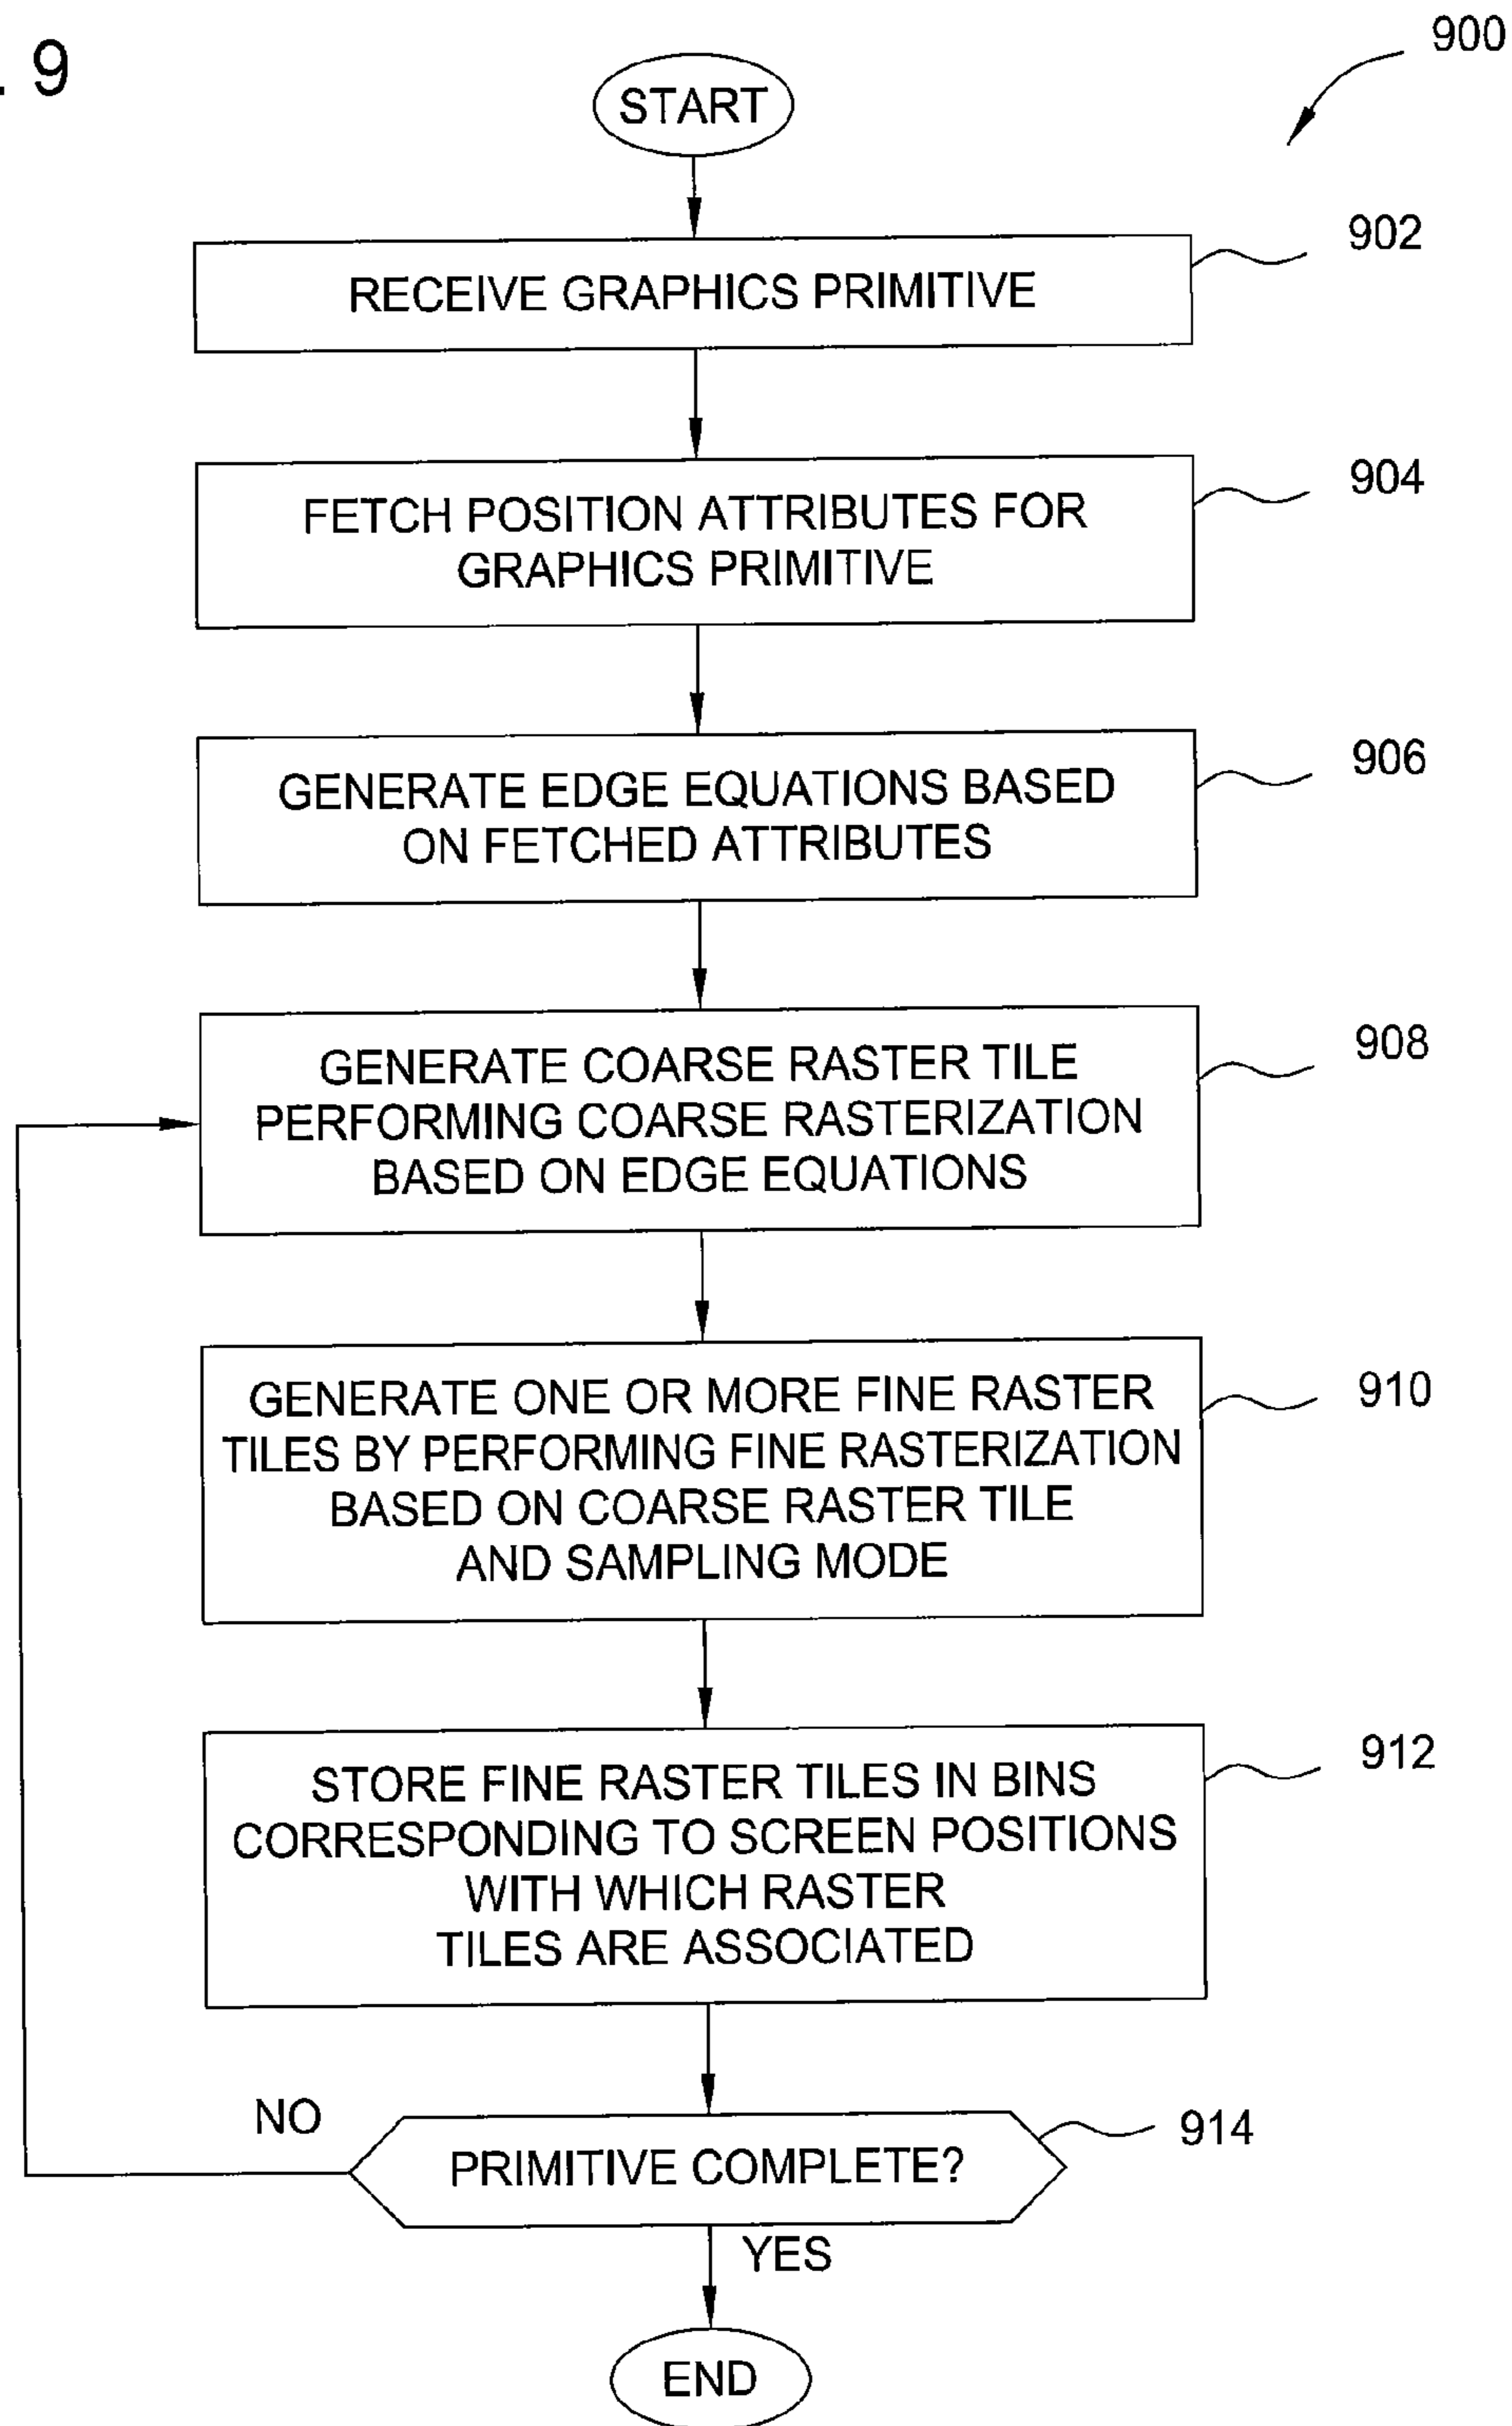 . 9
900
START
902
RECEIVE GRAPHICS PRIMITIVE
904
FETCH POSITION ATTRIBUTES FOR
GRAPHICS PRIMITIVE
906
GENERATE EDGE EQUATIONS BASED
ON FETCHED ATTRIBUTES
908
GENERATE COARSE RASTER TILE
PERFORMING COARSE RASTERIZATION
BASED ON EDGE EQUATIONS
910
GENERATE ONE OR MORE FINE RASTER
TILES BY PERFORMING FINE RASTERIZATION
BASED ON COARSE RASTER TILE
AND SAMPLING MODE
912
STORE FINE RASTER TILES IN BINS
CORRESPONDING TO SCREEN POSITIONS
WITH WHICH RASTER
TILES ARE ASSOCIATED
NO
914
PRIMITIVE COMPLETE?
YES
END